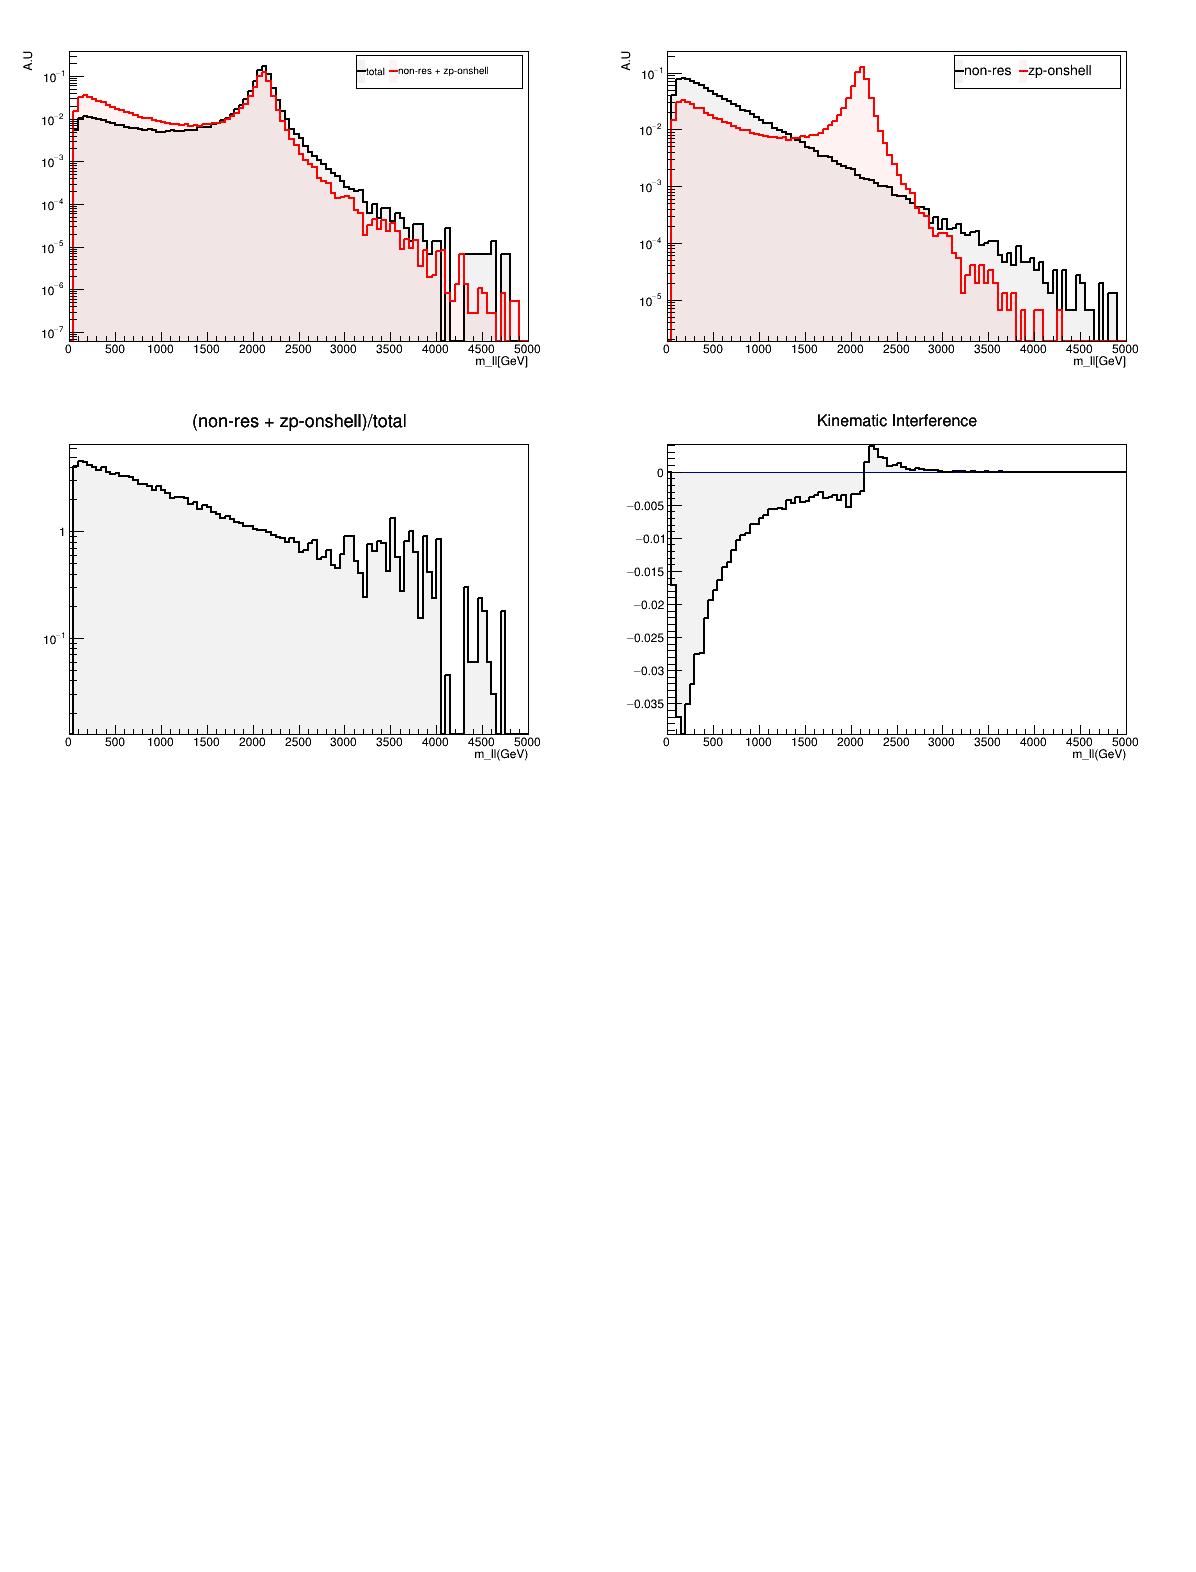 A.U
total non-res + zp-onshell
10−1
10−2
10−3
10−4
10−5
10−6
10−7
0 500 1000 1500 2000 2500 3000 3500 4000 4500 5000
m_ll[GeV]
A.U
non-res zp-onshell
10−1
10−2
10−3
10−4
10−5
0 500 1000 1500 2000 2500 3000 3500 4000 4500 5000
m_ll[GeV]
(non-res + zp-onshell)/total
1
10−1
0 500 1000 1500 2000 2500 3000 3500 4000 4500 5000
m_ll(GeV)
Kinematic Interference
0
−0.005
−0.01
−0.015
−0.02
−0.025
−0.03
−0.035
0 500 1000 1500 2000 2500 3000 3500 4000 4500 5000
m_ll(GeV)